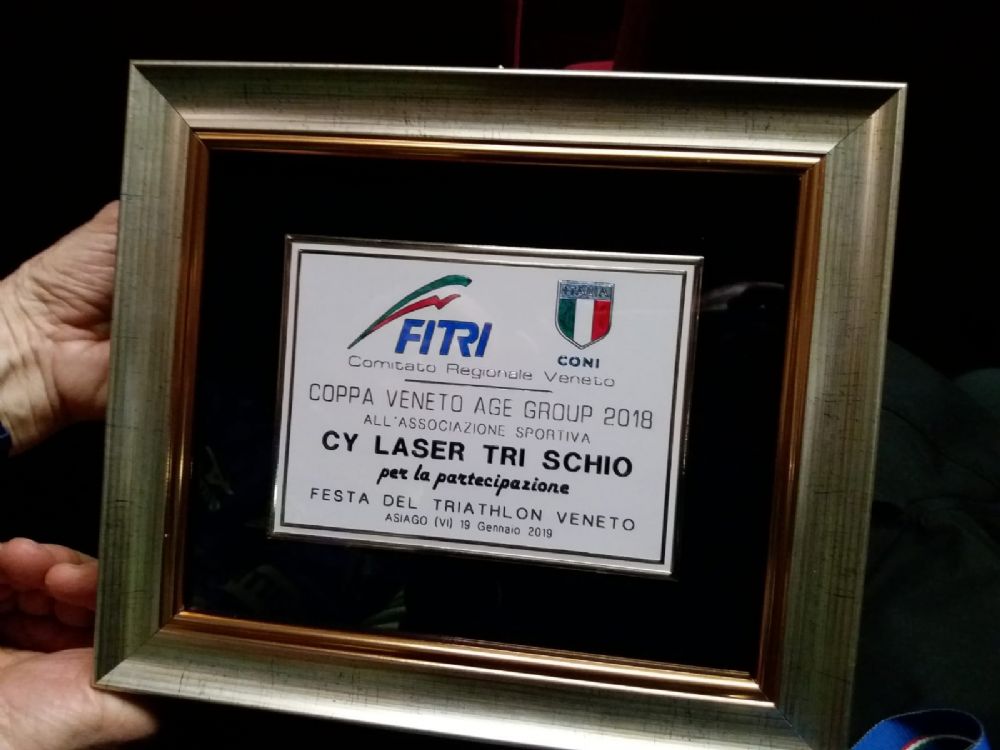 FITRI
ITALIA
CONI
Comitato Regionale Veneto
COPPA VENETO AGE GROUP 2018
ALL'ASSOCIAZIONE SPORTIVA
CY LASER TRI SCHIO
per la partecipazione
FESTA DEL TRIATHLON VENETO
ASIAGO (VI) 19 Gennaio 2019